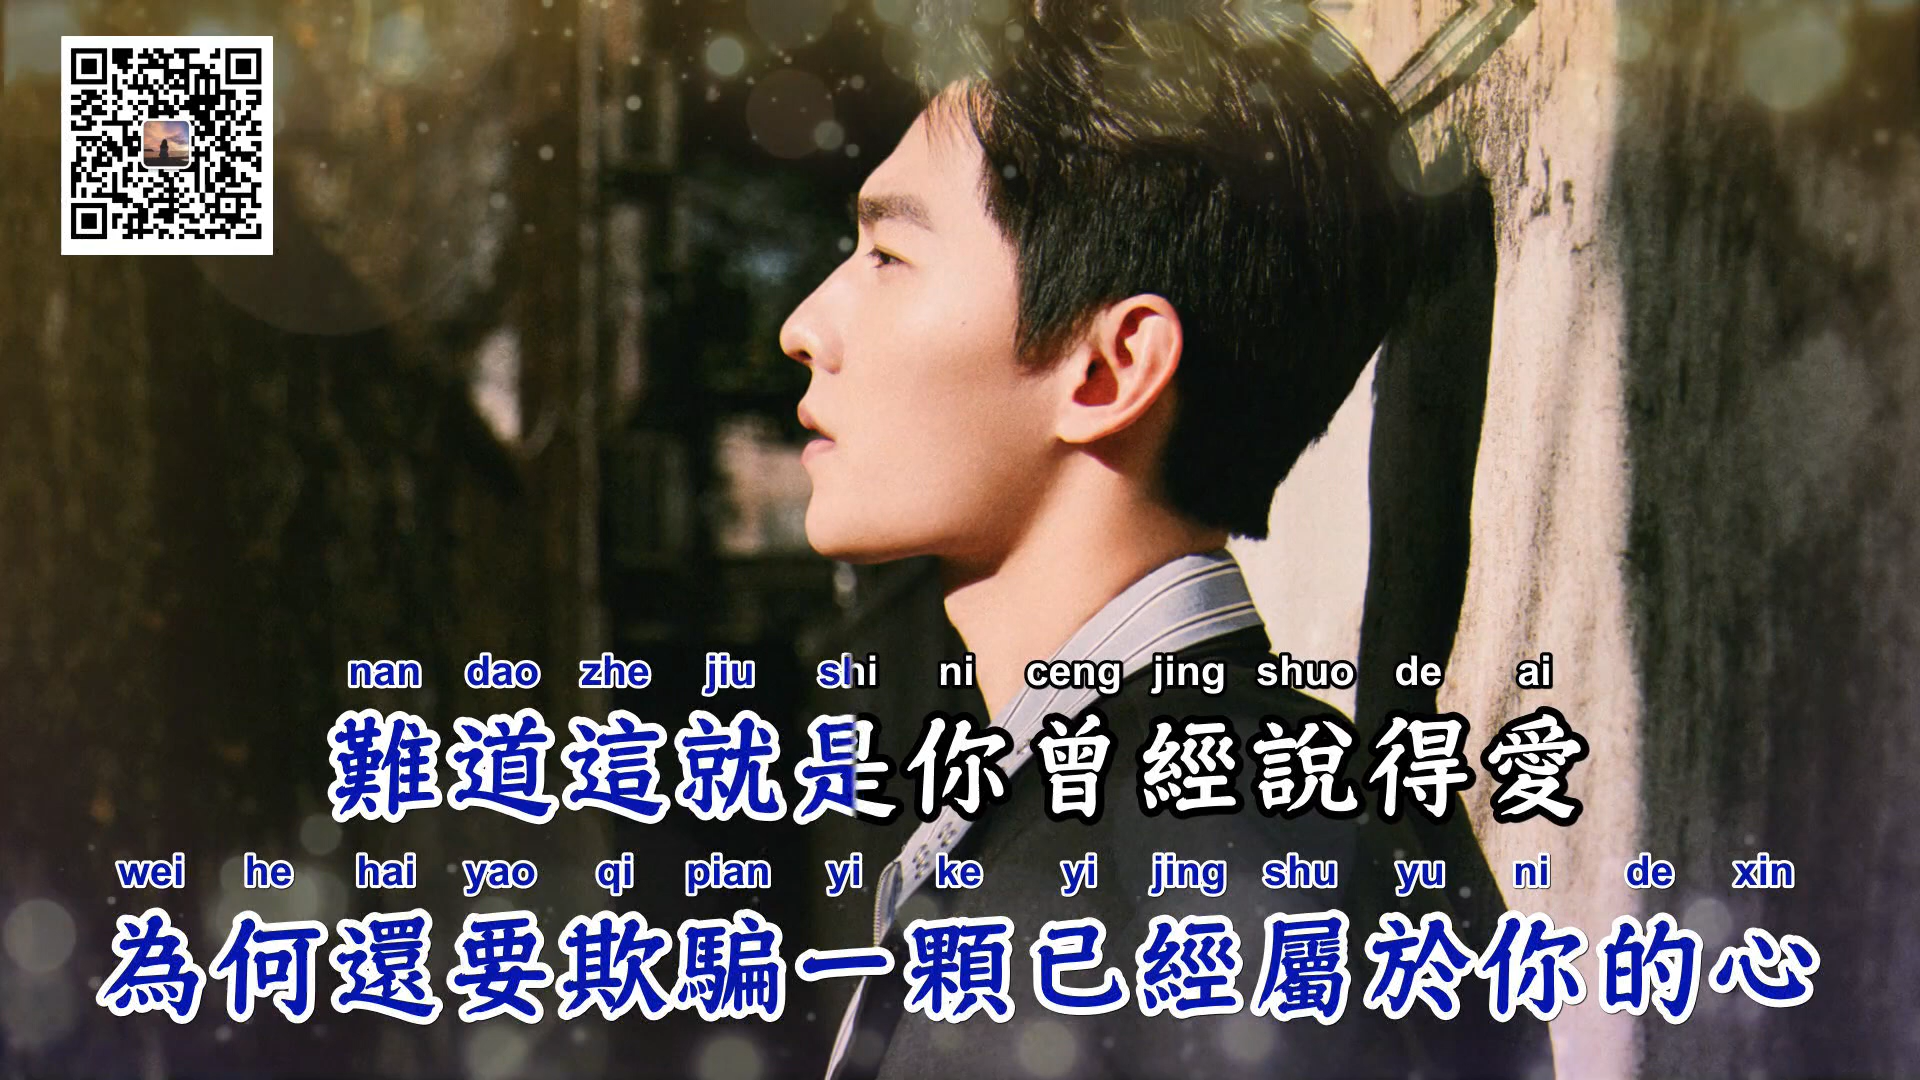 nan dao zhe jiu shi ni ceng jing shuo de ai
難道這就是你曾經說得愛
wei he hai yao qi pian yi ke yi jing shu yu ni de xin
為何還要欺騙一顆已經屬於你的心